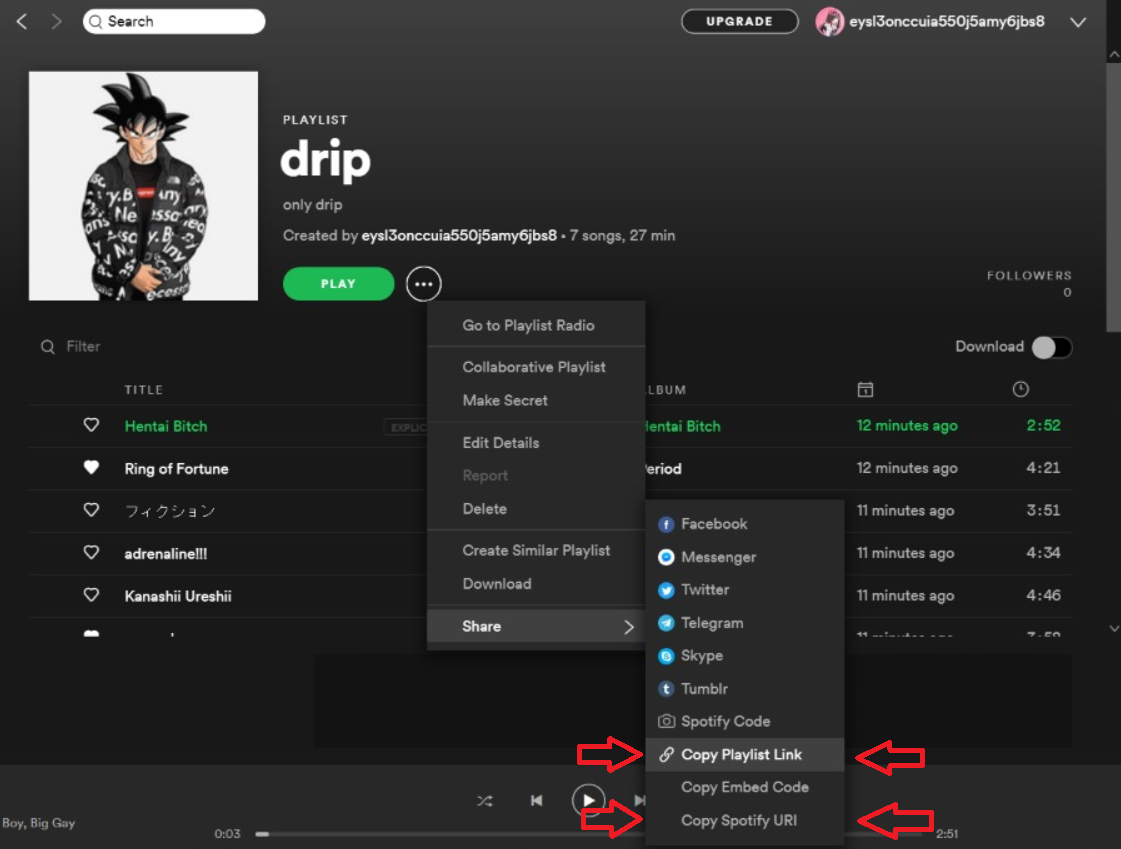 Search
UPGRADE
eysl3onccuia550j5amy6jbs8
PLAYLIST
drip
only drip
Created by eysl3onccuia550j5amy6jbs8 • 7 songs, 27 min
PLAY
FOLLOWERS
0
Go to Playlist Radio
Collaborative Playlist
Make Secret
Edit Details
Report
Delete
Create Similar Playlist
Download
Share
Filter
Download
TITLE
LBUM
Hentai Bitch
EXPLIC
Hentai Bitch
12 minutes ago
2:52
Ring of Fortune
Period
12 minutes ago
4:21
フィクション
11 minutes ago
3:51
adrenaline!!!
11 minutes ago
4:34
Kanashii Ureshii
11 minutes ago
4:46
Facebook
Messenger
Twitter
Telegram
Skype
Tumblr
Spotify Code
Copy Playlist Link
Copy Embed Code
Copy Spotify URI
Boy, Big Gay
0:03
2:51